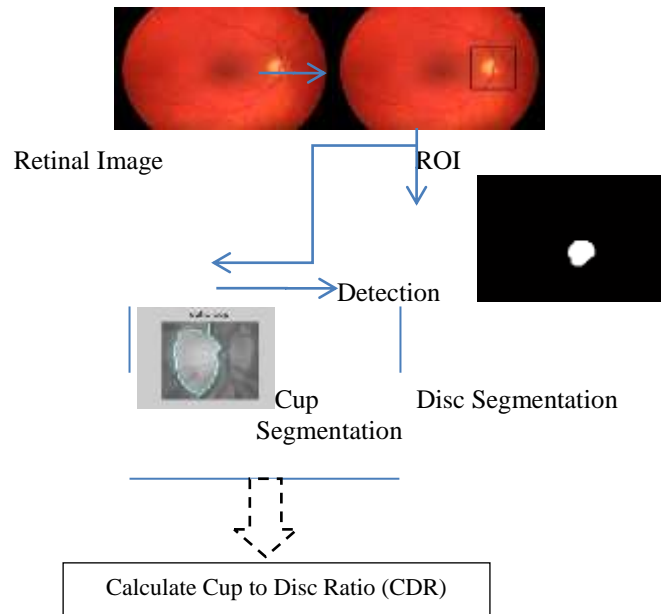 Retinal Image
ROI
Detection
Cup
Segmentation
Disc Segmentation
Calculate Cup to Disc Ratio (CDR)